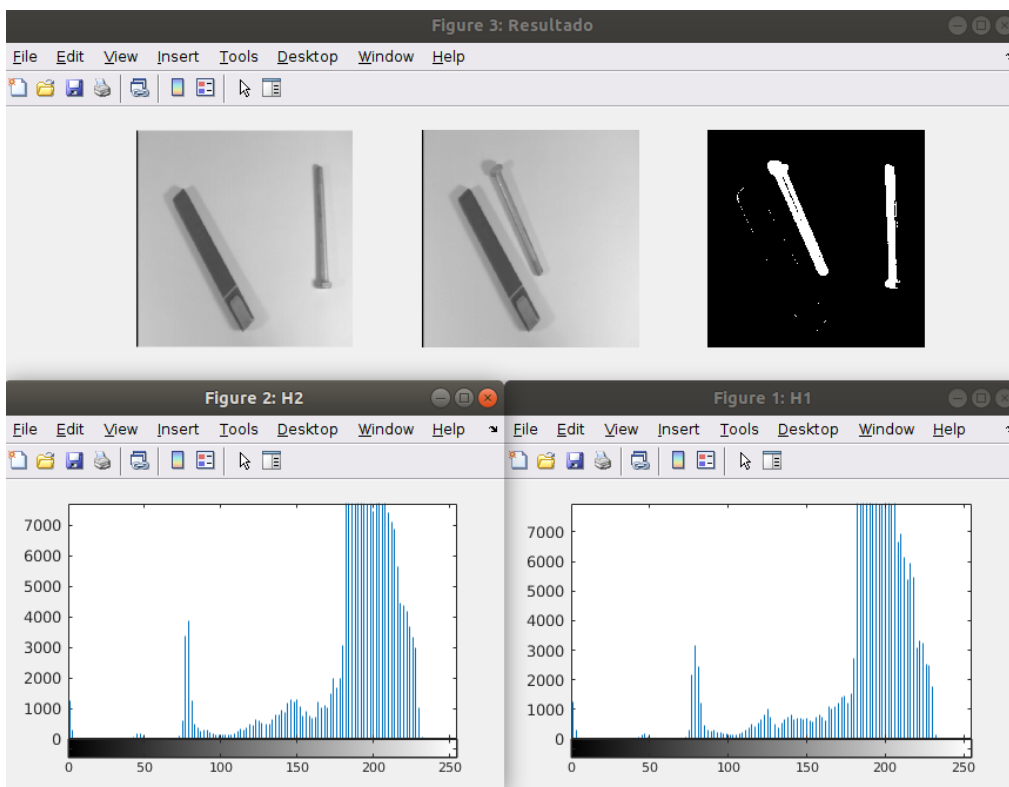 Figure 3: Resultado
File Edit View Insert Tools Desktop Window Help
Figure 2: H2
File Edit View Insert Tools Desktop Window Help
7000
6000
5000
4000
3000
2000
1000
0
0 50 100 150 200 250
Figure 1: H1
File Edit View Insert Tools Desktop Window Help
7000
6000
5000
4000
3000
2000
1000
0
0 50 100 150 200 250